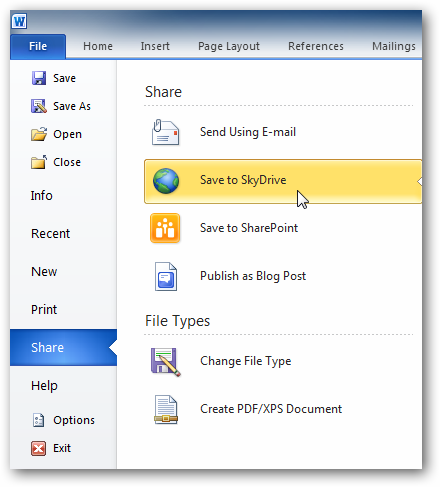 W
File Home Insert Page Layout References Mailings
Save
Save As
Open
Close
Info
Recent
New
Print
Share
Help
Options
Exit
Share
Send Using E-mail
Save to SkyDrive
Save to SharePoint
Publish as Blog Post
File Types
Change File Type
Create PDF/XPS Document